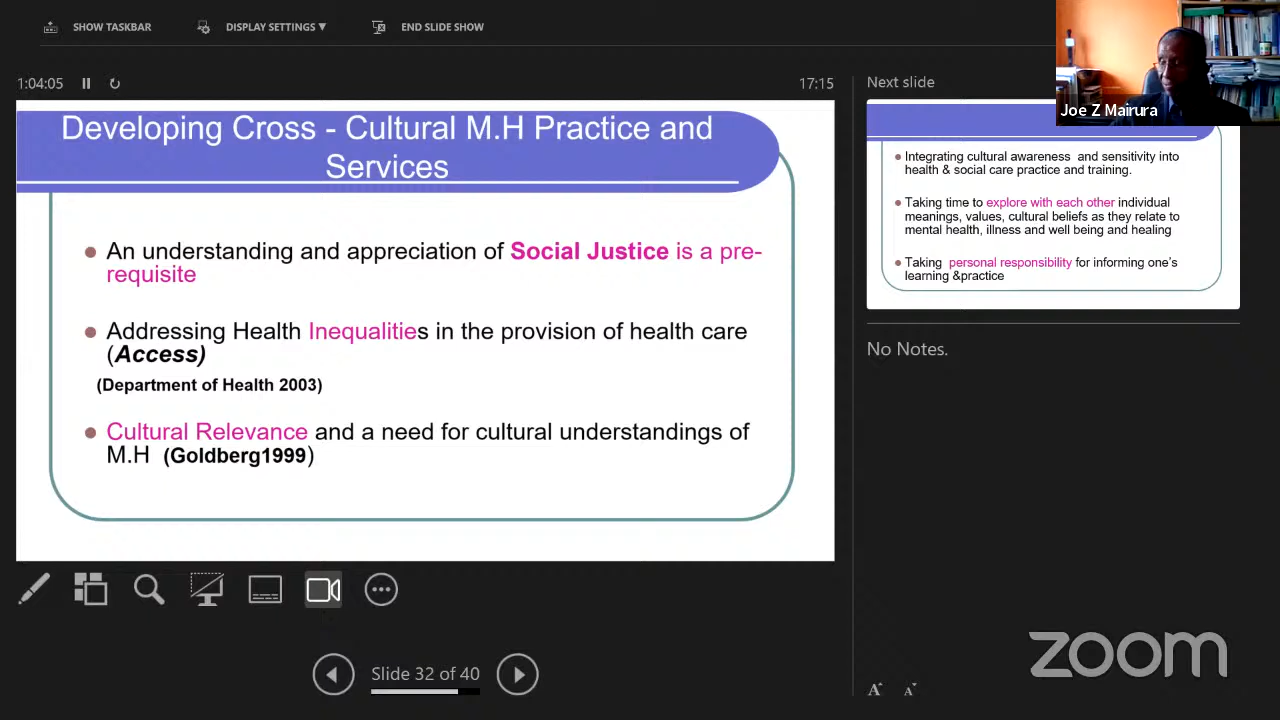 SHOW TASKBAR
DISPLAY SETTINGS ▼
END SLIDE SHOW
1:04:05
17:15
Developing Cross - Cultural M.H Practice and
Services
An understanding and appreciation of Social Justice is a pre-
requisite
Addressing Health Inequalities in the provision of health care
(Access)
(Department of Health 2003)
Cultural Relevance and a need for cultural understandings of
M.H (Goldberg1999)
Slide 32 of 40
Next slide
Joe Z Mairura
Integrating cultural awareness and sensitivity into
health & social care practice and training.
Taking time to explore with each other individual
meanings, values, cultural beliefs as they relate to
mental health, illness and well being and healing
Taking personal responsibility for informing one's
learning &practice
No Notes.
A A
zoom